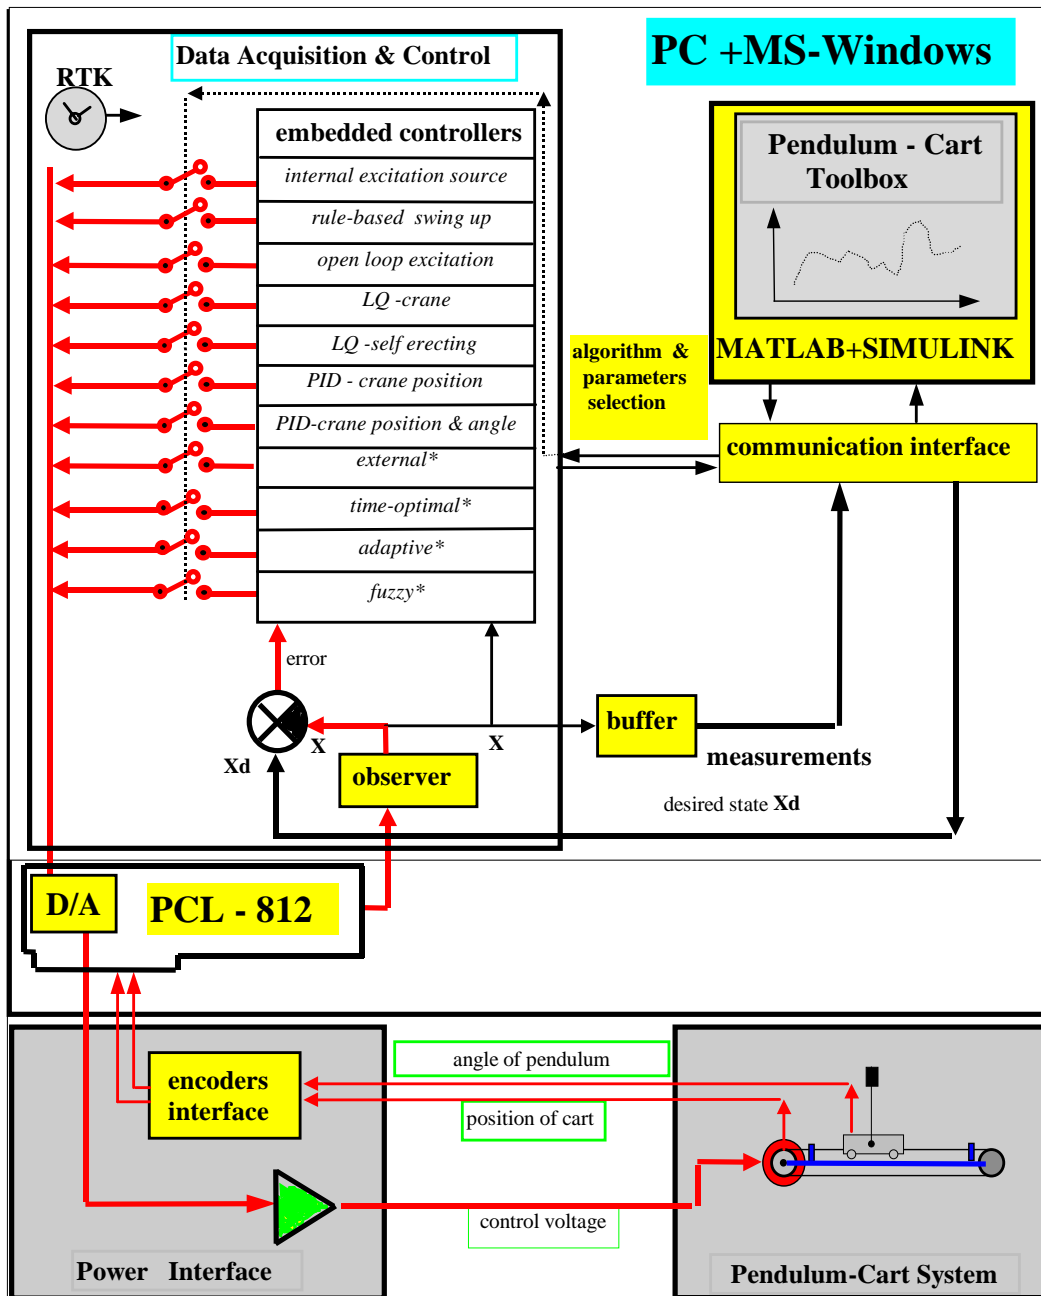 PC +MS-Windows
Data Acquisition & Control
RTK
embedded controllers
internal excitation source
rule-based swing up
open loop excitation
LQ -crane
LQ -self erecting
PID - crane position
PID-crane position & angle
external*
time-optimal*
adaptive*
fuzzy*
Pendulum - Cart
Toolbox
MATLAB+SIMULINK
algorithm &
parameters
selection
communication interface
error
buffer
X
X
Xd
measurements
observer
desired state Xd
D/A
PCL - 812
angle of pendulum
encoders
interface
position of cart
control voltage
Power Interface
Pendulum-Cart System